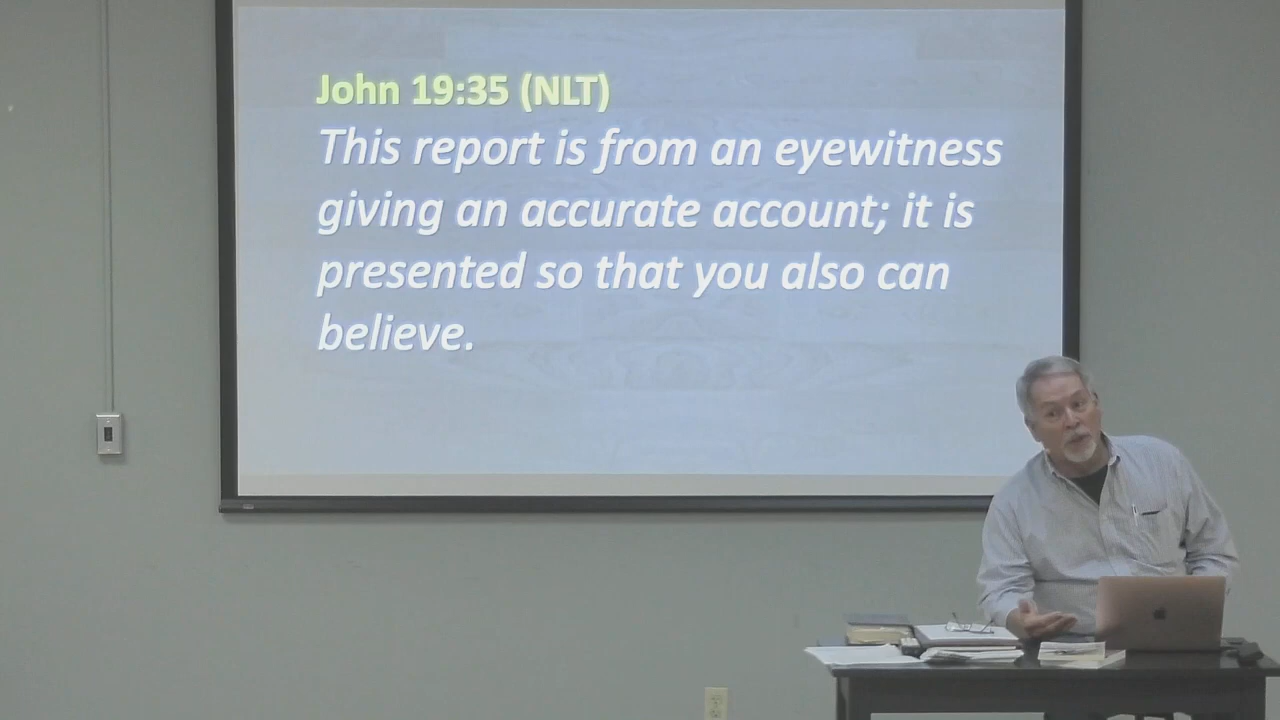 John 19:35 (NLT)
This report is from an eyewitness
giving an accurate account; it is
presented so that you also can
believe.